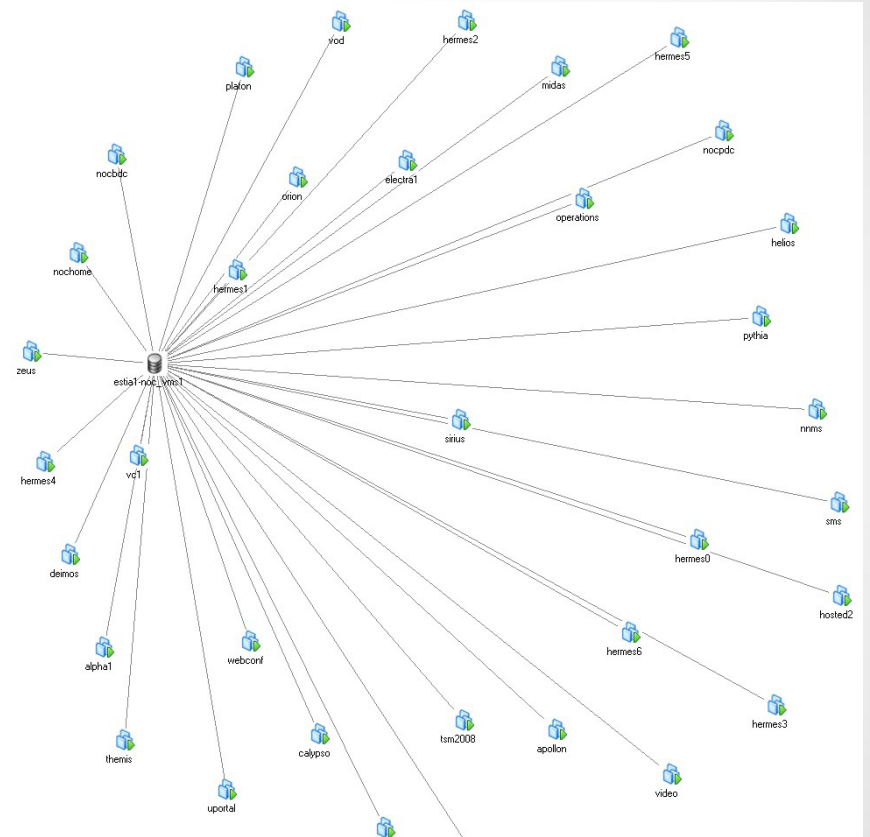 vod
hermes2
hermes5
platon
midas
nocpdc
nocbdc
electra1
orion
operations
helios
nochome
hermes1
pythia
zeus
estia1-noc_vms1
nnms
sirius
hermes4
vc1
sms
hermes0
deimos
hosted2
hermes6
webconf
alpha1
hermes3
tsm2008
apollon
calypso
themis
video
uportal